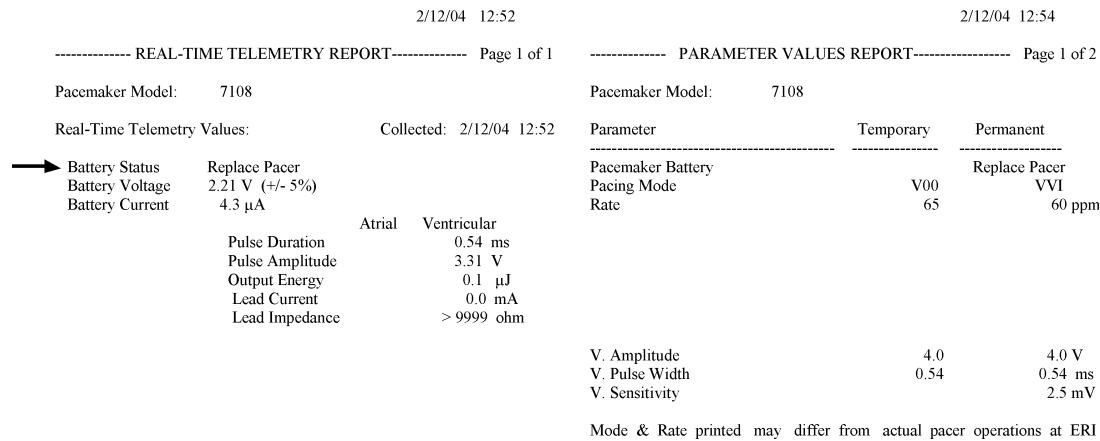 2/12/04 12:52
-------------- REAL-TIME TELEMETRY REPORT-------------- Page 1 of 1
Pacemaker Model: 7108
Real-Time Telemetry Values: Collected: 2/12/04 12:52
Battery Status Replace Pacer
Battery Voltage 2.21 V (+/- 5%)
Battery Current 4.3 µA
Atrial Ventricular
Pulse Duration 0.54 ms
Pulse Amplitude 3.31 V
Output Energy 0.1 µJ
Lead Current 0.0 mA
Lead Impedance > 9999 ohm
2/12/04 12:54
-------------- PARAMETER VALUES REPORT------------------ Page 1 of 2
Pacemaker Model: 7108
Parameter Temporary Permanent
Pacemaker Battery Replace Pacer
Pacing Mode V00 VVI
Rate 65 60 ppm
V. Amplitude 4.0 4.0 V
V. Pulse Width 0.54 0.54 ms
V. Sensitivity 2.5 mV
Mode & Rate printed may differ from actual pacer operations at ERI